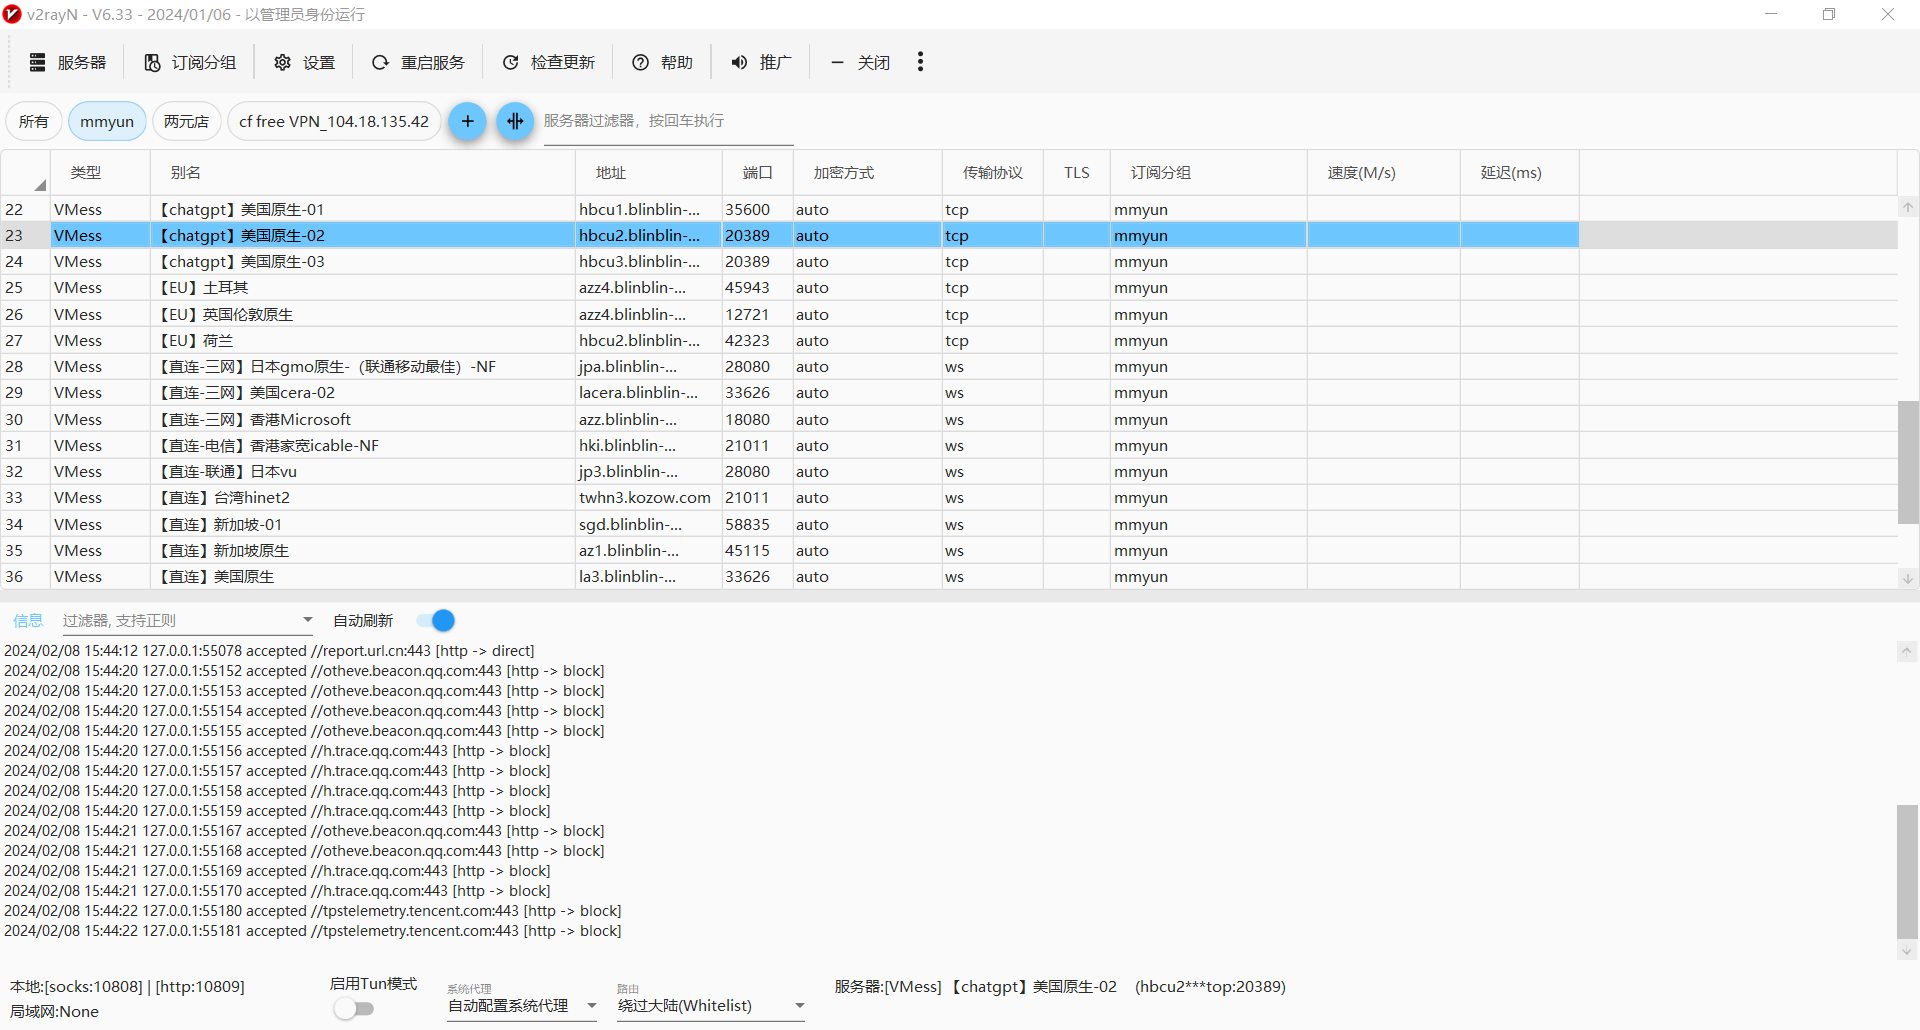 v2rayN - V6.33 - 2024/01/06 - 以管理员身份运行
服务器 订阅分组 设置 重启服务 检查更新 帮助 推广 关闭
所有 mmyun 两元店 cf free VPN_104.18.135.42 服务器过滤器，按回车执行
类型 别名 地址 端口 加密方式 传输协议 TLS 订阅分组 速度(M/s) 延迟(ms)
22 VMess 【chatgpt】美国原生-01 hbcu1.blinblin-... 35600 auto tcp mmyun
23 VMess 【chatgpt】美国原生-02 hbcu2.blinblin-... 20389 auto tcp mmyun
24 VMess 【chatgpt】美国原生-03 hbcu3.blinblin-... 20389 auto tcp mmyun
25 VMess 【EU】土耳其 azz4.blinblin-... 45943 auto tcp mmyun
26 VMess 【EU】英国伦敦原生 azz4.blinblin-... 12721 auto tcp mmyun
27 VMess 【EU】荷兰 hbcu2.blinblin-... 42323 auto tcp mmyun
28 VMess 【直连-三网】日本gmo原生-（联通移动最佳）-NF jpa.blinblin-... 28080 auto ws mmyun
29 VMess 【直连-三网】美国cera-02 lacera.blinblin-... 33626 auto ws mmyun
30 VMess 【直连-三网】香港Microsoft azz.blinblin-... 18080 auto ws mmyun
31 VMess 【直连-电信】香港家宽icable-NF hki.blinblin-... 21011 auto ws mmyun
32 VMess 【直连-联通】日本vu jp3.blinblin-... 28080 auto ws mmyun
33 VMess 【直连】台湾hinet2 twhn3.kozow.com 21011 auto ws mmyun
34 VMess 【直连】新加坡-01 sgd.blinblin-... 58835 auto ws mmyun
35 VMess 【直连】新加坡原生 az1.blinblin-... 45115 auto ws mmyun
36 VMess 【直连】美国原生 la3.blinblin-... 33626 auto ws mmyun
信息 过滤器, 支持正则 自动刷新
2024/02/08 15:44:12 127.0.0.1:55078 accepted //report.url.cn:443 [http -> direct]
2024/02/08 15:44:20 127.0.0.1:55152 accepted //otheve.beacon.qq.com:443 [http -> block]
2024/02/08 15:44:20 127.0.0.1:55153 accepted //otheve.beacon.qq.com:443 [http -> block]
2024/02/08 15:44:20 127.0.0.1:55154 accepted //otheve.beacon.qq.com:443 [http -> block]
2024/02/08 15:44:20 127.0.0.1:55155 accepted //otheve.beacon.qq.com:443 [http -> block]
2024/02/08 15:44:20 127.0.0.1:55156 accepted //h.trace.qq.com:443 [http -> block]
2024/02/08 15:44:20 127.0.0.1:55157 accepted //h.trace.qq.com:443 [http -> block]
2024/02/08 15:44:20 127.0.0.1:55158 accepted //h.trace.qq.com:443 [http -> block]
2024/02/08 15:44:20 127.0.0.1:55159 accepted //h.trace.qq.com:443 [http -> block]
2024/02/08 15:44:21 127.0.0.1:55167 accepted //otheve.beacon.qq.com:443 [http -> block]
2024/02/08 15:44:21 127.0.0.1:55168 accepted //otheve.beacon.qq.com:443 [http -> block]
2024/02/08 15:44:21 127.0.0.1:55169 accepted //h.trace.qq.com:443 [http -> block]
2024/02/08 15:44:21 127.0.0.1:55170 accepted //h.trace.qq.com:443 [http -> block]
2024/02/08 15:44:22 127.0.0.1:55180 accepted //tpstelemetry.tencent.com:443 [http -> block]
2024/02/08 15:44:22 127.0.0.1:55181 accepted //tpstelemetry.tencent.com:443 [http -> block]
本地:[socks:10808] | [http:10809] 启用Tun模式 系统代理 路由 服务器:[VMess] 【chatgpt】美国原生-02 (hbcu2***top:20389)
局域网:None 自动配置系统代理 绕过大陆(Whitelist)